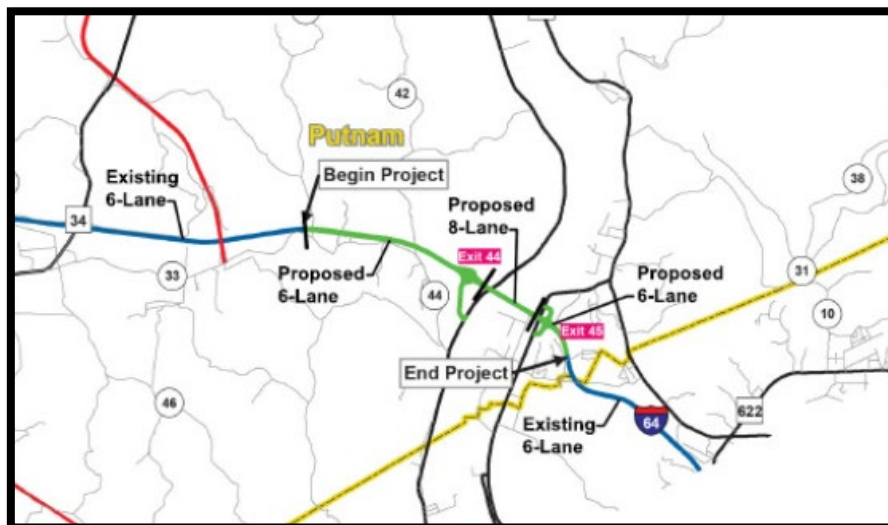 42
38
Putnam
Existing
6-Lane
Begin Project
34
Proposed
8-Lane
Exit 44
33
Proposed
6-Lane
44
Proposed
6-Lane
31
10
Exit 45
End Project
46
Existing
6-Lane
64
622